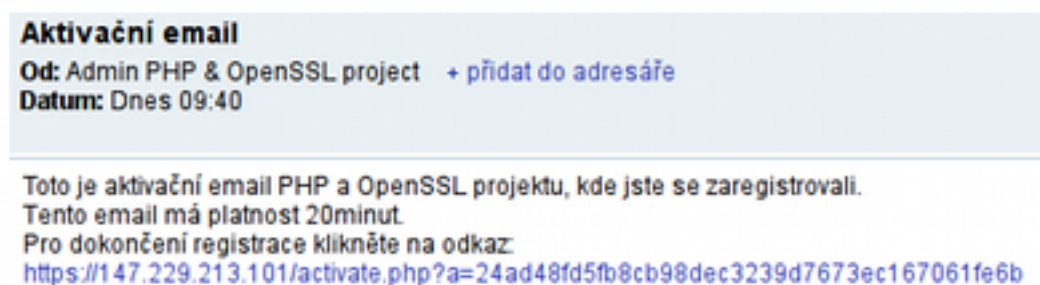 Aktivační email
Od: Admin PHP & OpenSSL project + přidat do adresáře
Datum: Dnes 09:40
Toto je aktivační email PHP a OpenSSL projektu, kde jste se zaregistrovali.
Tento email má platnost 20minut.
Pro dokončení registrace klikněte na odkaz:
https://147.229.213.101/activate.php?a=24ad48fd5fb8cb98dec3239d7673ec167061fe6b